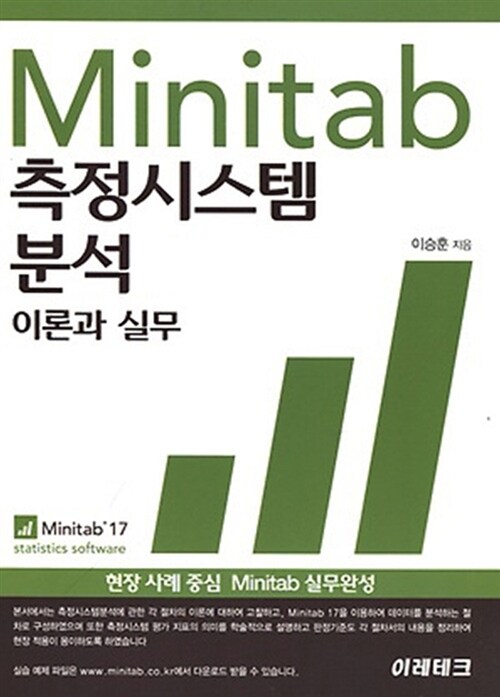 Minitab
측정시스템
분석
이론과 실무
이승훈 지음
Minitab® 17
statistics software
현장 사례 중심 Minitab 실무완성
본서에서는 측정시스템분석에 관한 각 절차의 이론에 대하여 고찰하고, Minitab 17을 이용하여 데이터를 분석하는 절
차로 구성하였으며 또한 측정시스템 평가 지표의 의미를 학술적으로 설명하고 판정기준도 각 절차서의 내용을 정리하여
현장 적용이 용이하도록 하였습니다
실습 예제 파일은 www.minitab.co.kr에서 다운로드 받을 수 있습니다.
이레테크